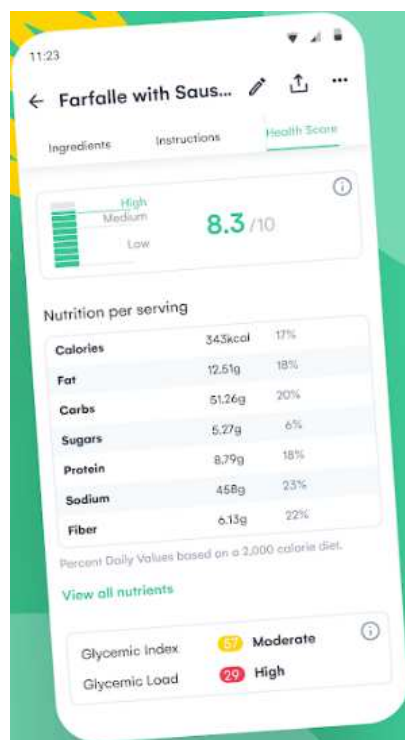 11:23
Farfalle with Saus...
Ingredients Instructions Health Score
High
Medium
Low
8.3 /10
Nutrition per serving
Calories 343kcal 17%
Fat 12.51g 18%
Carbs 51.26g 20%
Sugars 5.27g 6%
Protein 8.79g 18%
Sodium 458g 23%
Fiber 6.13g 22%
Percent Daily Values based on a 2,000 calorie diet.
View all nutrients
Glycemic Index 57 Moderate
Glycemic Load 29 High